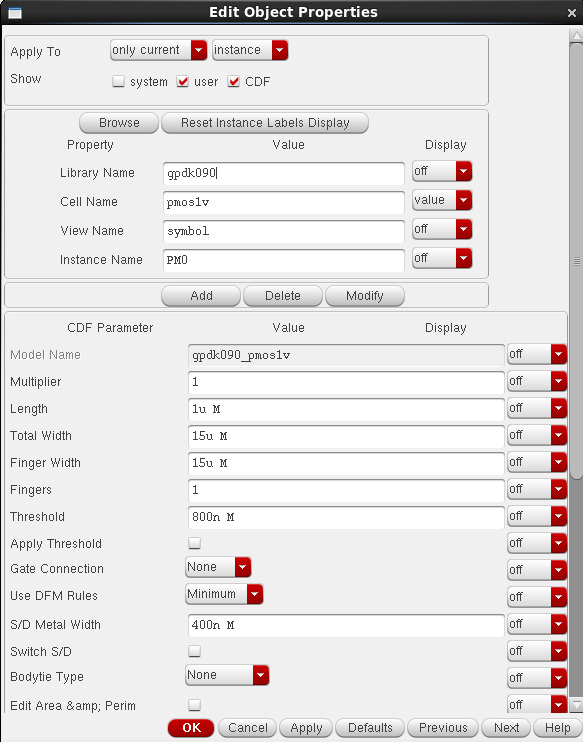 Edit Object Properties
Apply To only current instance
Show system user CDF
Browse Reset Instance Labels Display
Property Value Display
Library Name gpdk090 off
Cell Name pmos1v value
View Name symbol off
Instance Name PM0 off
Add Delete Modify
CDF Parameter Value Display
Model Name gpdk090_pmos1v off
Multiplier 1 off
Length 1u M off
Total Width 15u M off
Finger Width 15u M off
Fingers 1 off
Threshold 800n M off
Apply Threshold off
Gate Connection None off
Use DFM Rules Minimum off
S/D Metal Width 400n M off
Switch S/D off
Bodytie Type None off
Edit Area &amp; Perim off
OK Cancel Apply Defaults Previous Next Help